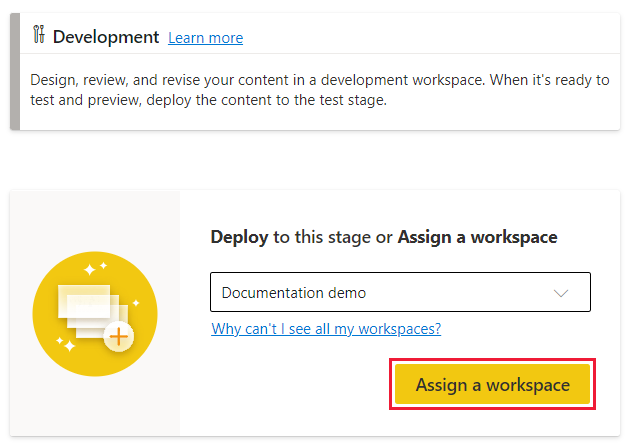 Development Learn more
Design, review, and revise your content in a development workspace. When it's ready to
test and preview, deploy the content to the test stage.
Deploy to this stage or Assign a workspace
Documentation demo
Why can't I see all my workspaces?
Assign a workspace